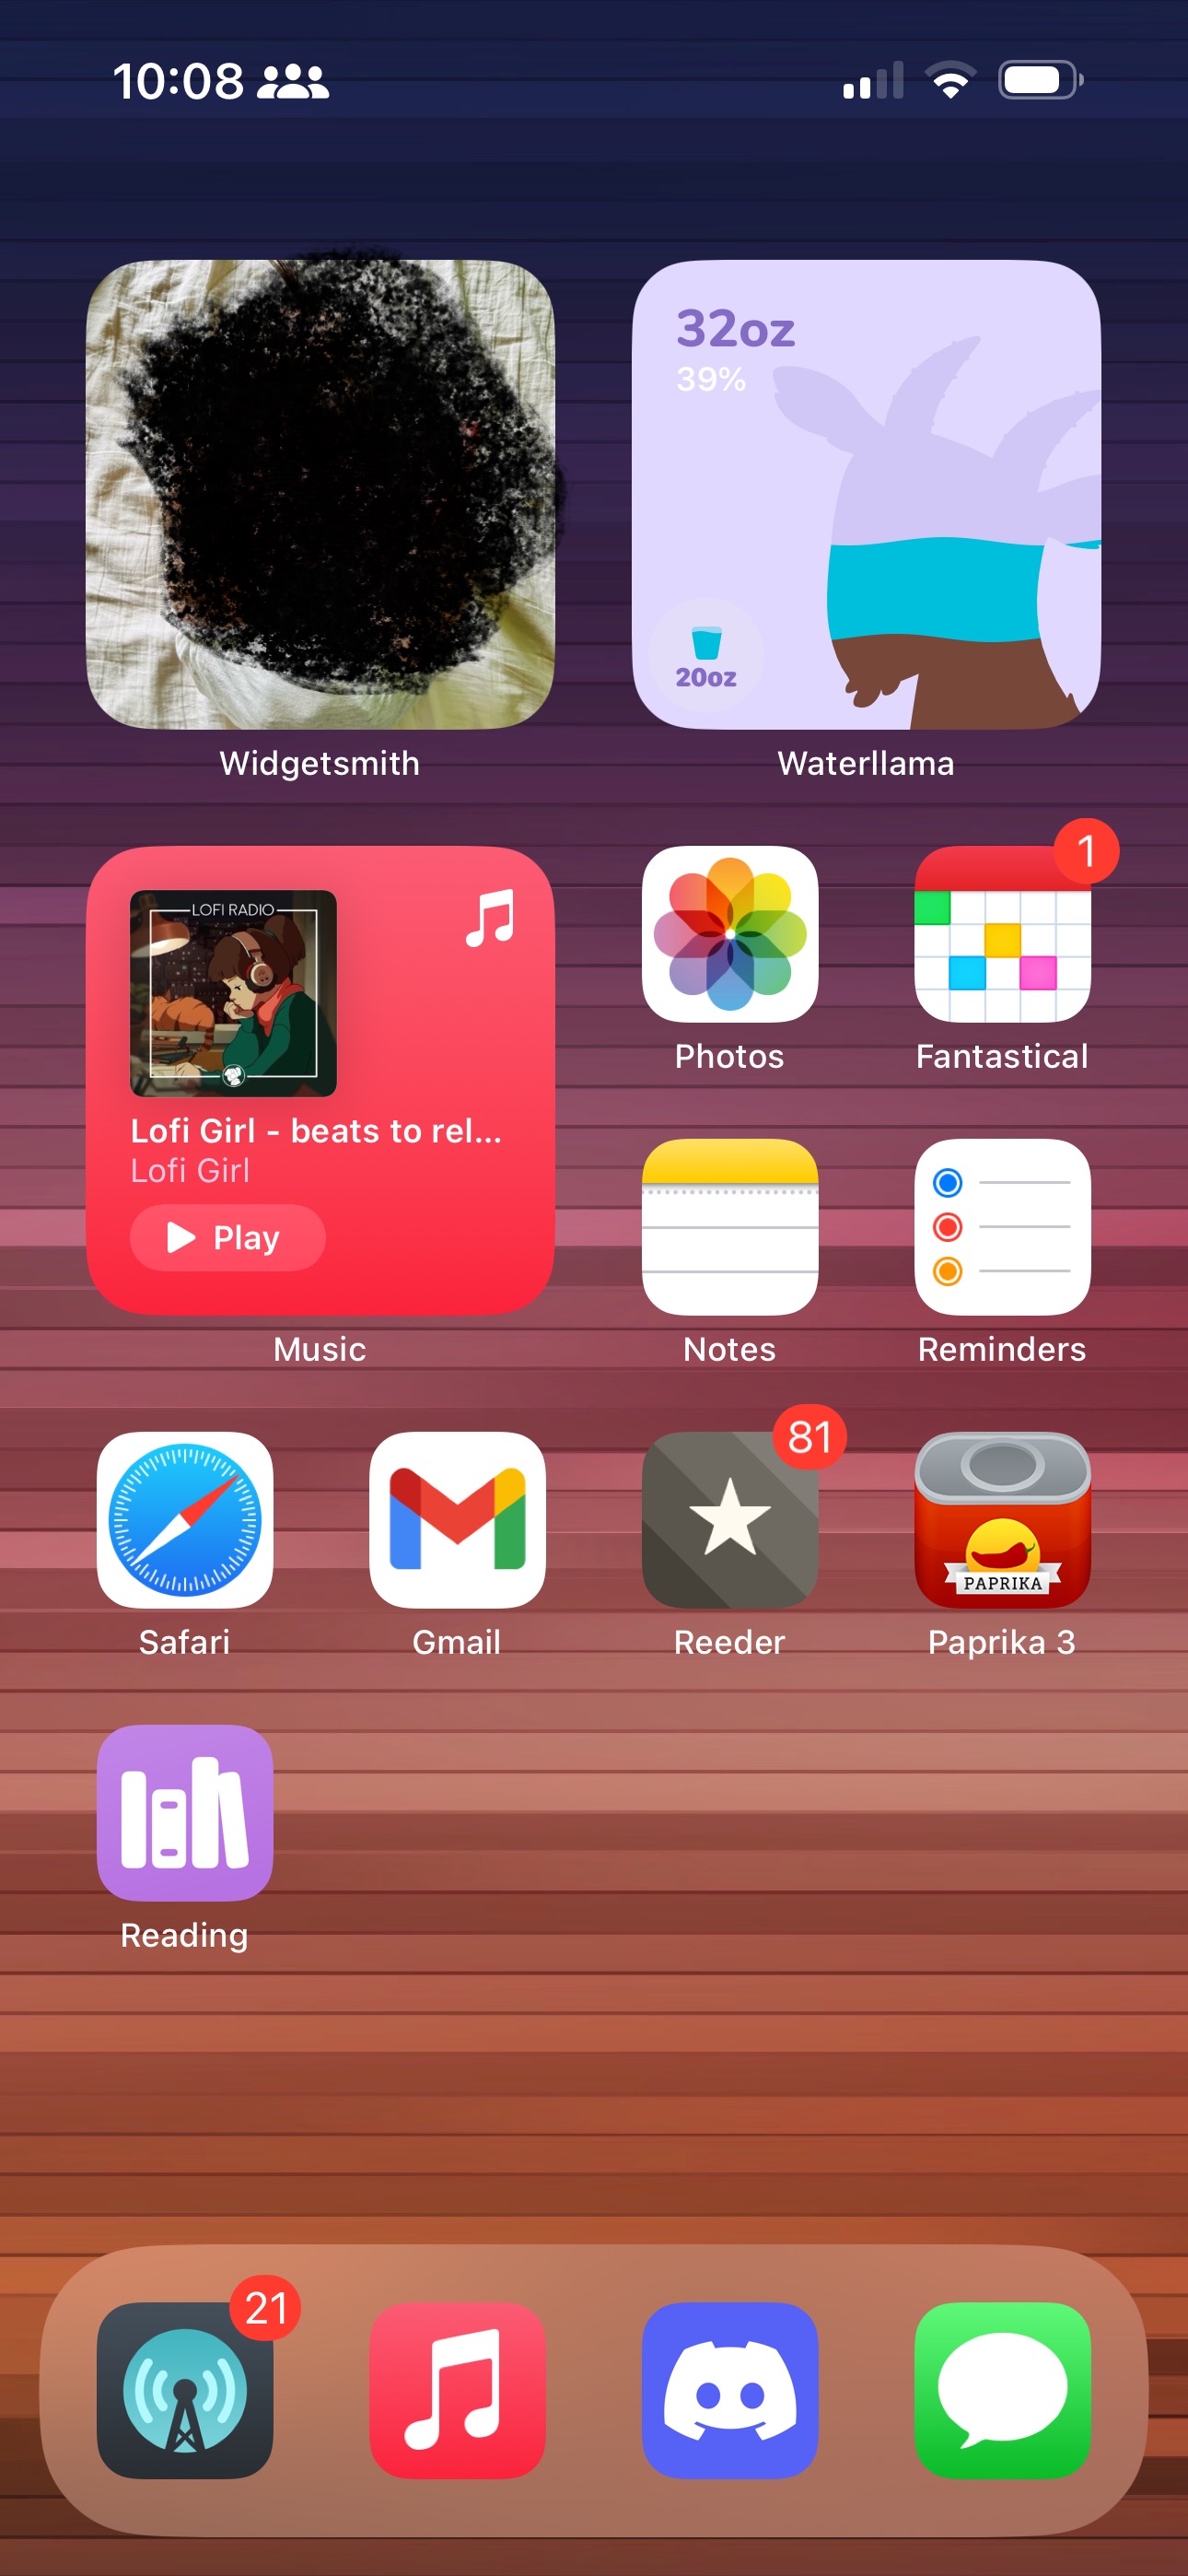 10:08
32oz
39%
20oz
Widgetsmith
Waterllama
LOFI RADIO
Lofi Girl - beats to rel...
Lofi Girl
Play
Music
1
Photos
Fantastical
Notes
Reminders
81
PAPRIKA
Safari
Gmail
Reeder
Paprika 3
Reading
21